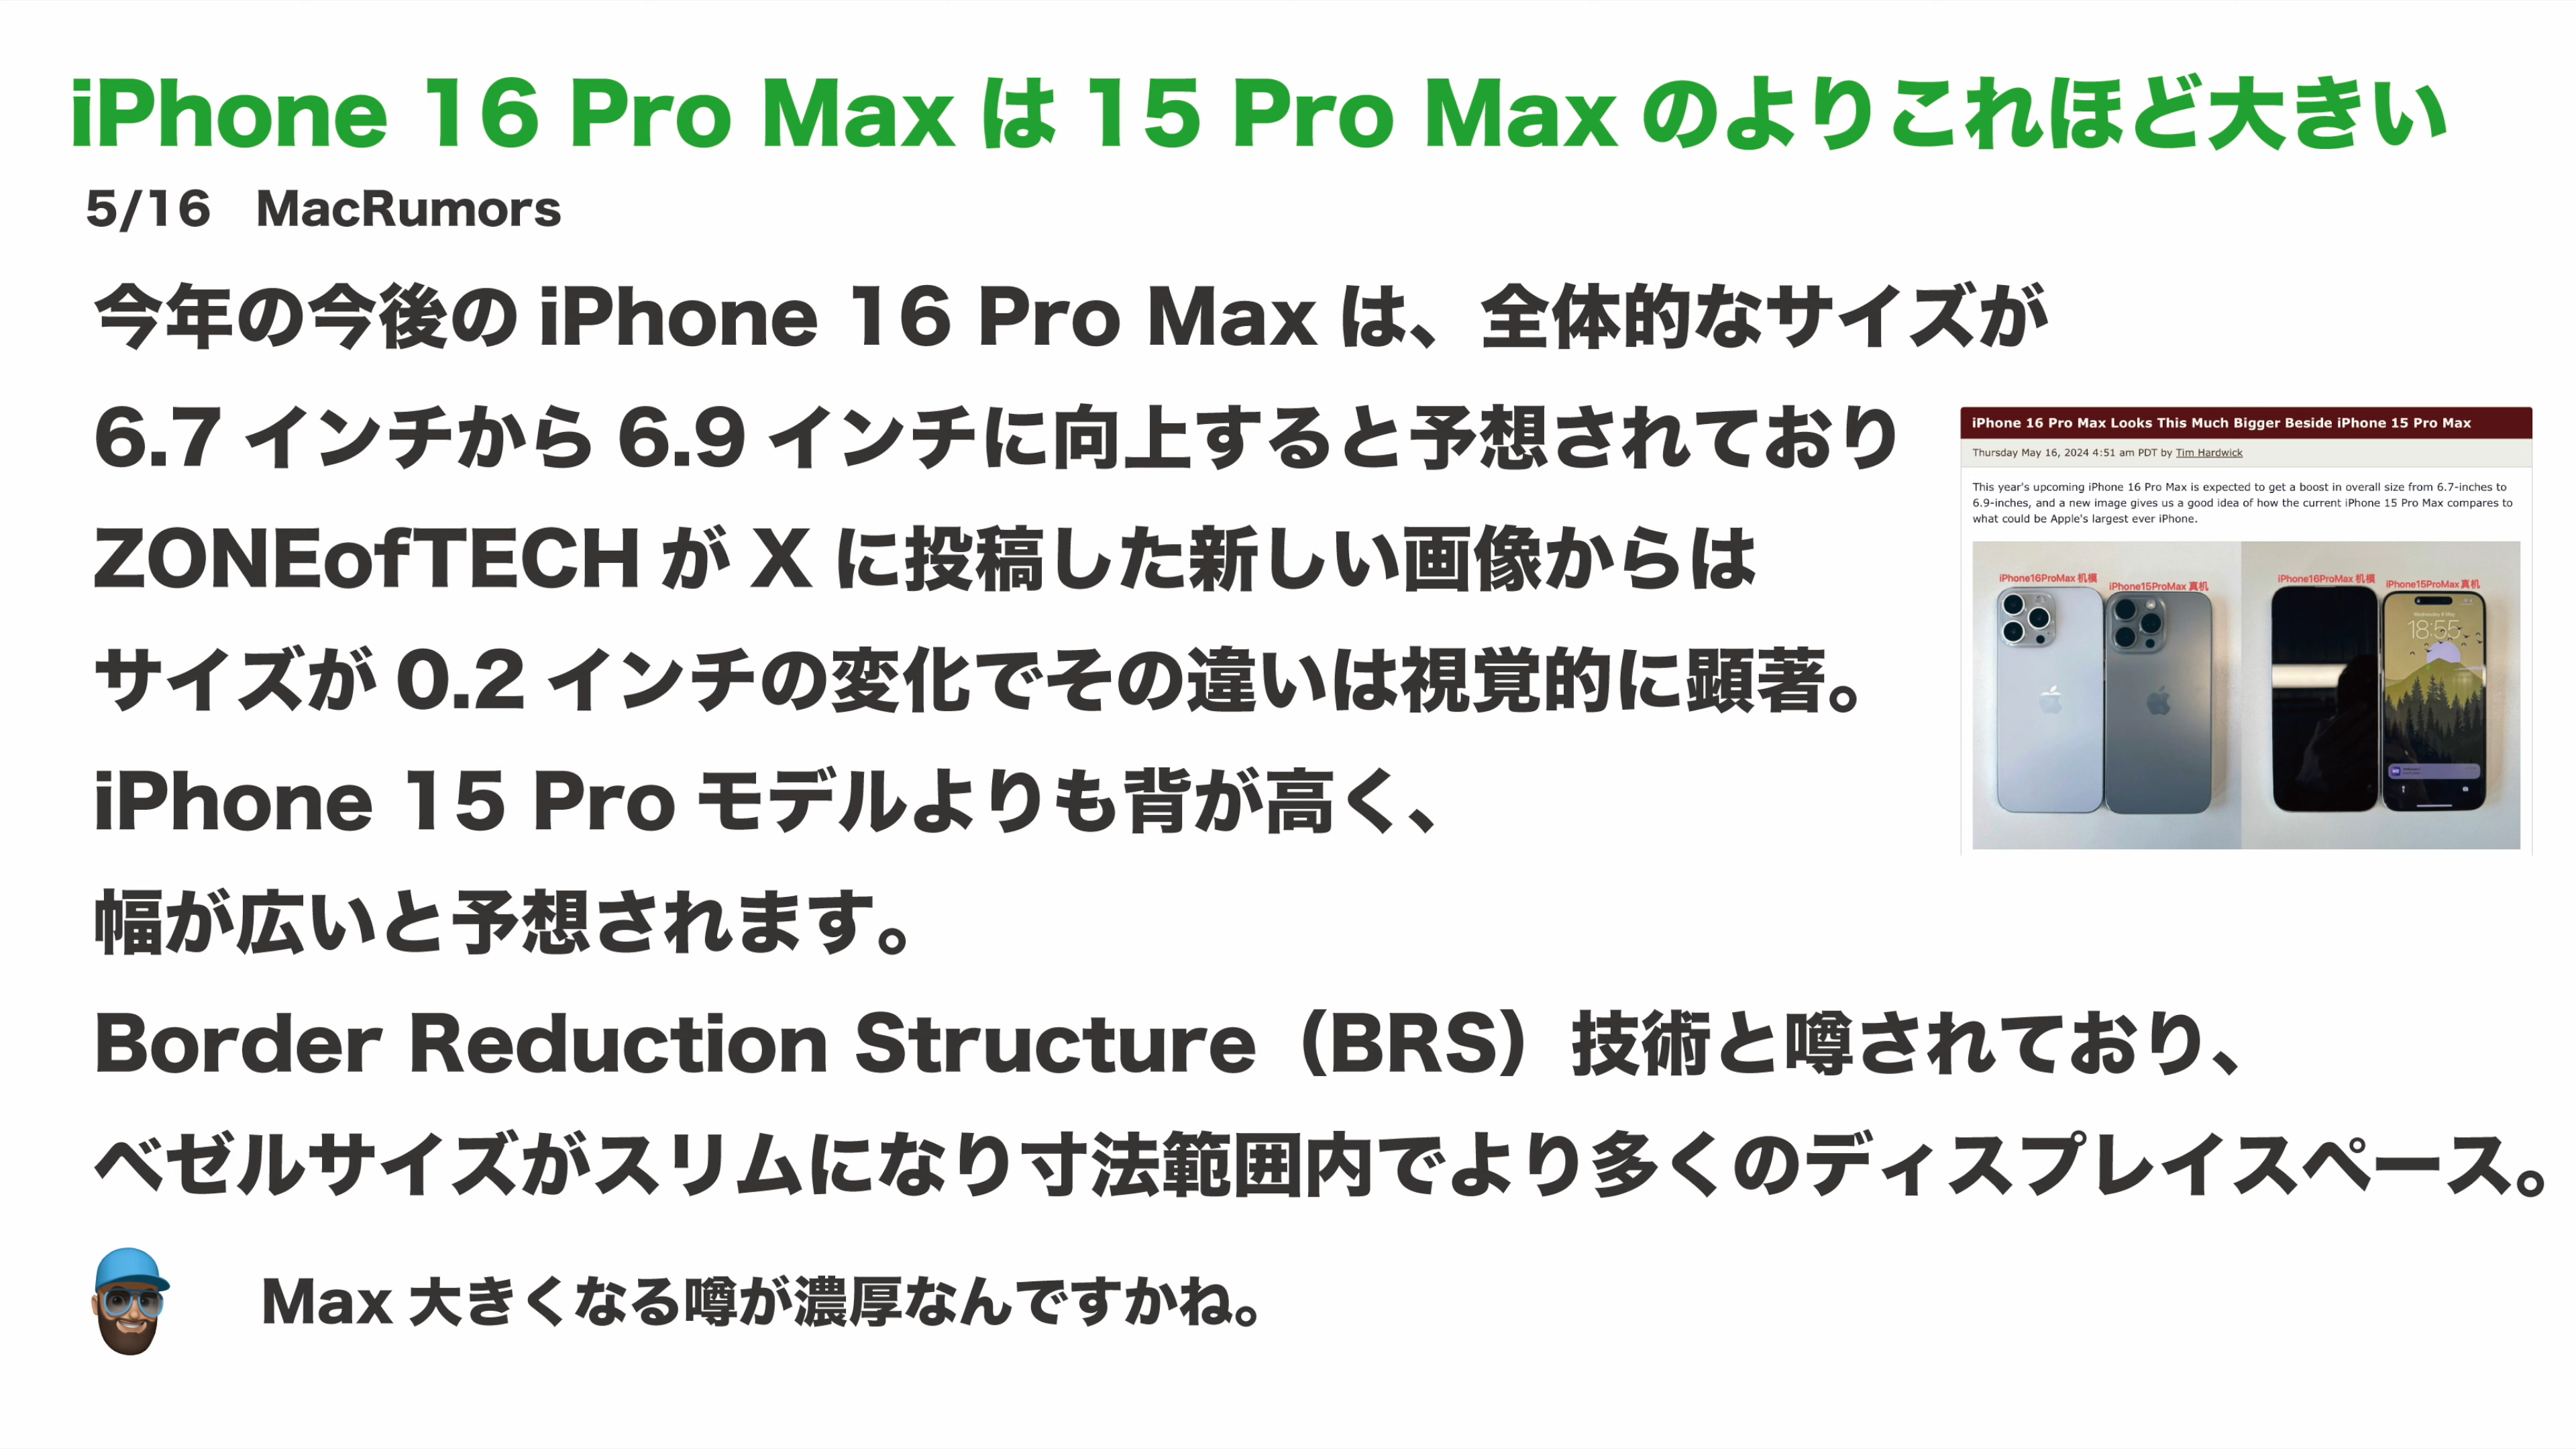 iPhone 16 Pro Max は 15 Pro Max のよりこれほど大きい
5/16 MacRumors
今年の今後の iPhone 16 Pro Max は、全体的なサイズが
6.7 インチから 6.9 インチに向上すると予想されており
ZONEofTECH が X に投稿した新しい画像からは
サイズが 0.2 インチの変化でその違いは視覚的に顕著。
iPhone 15 Pro モデルよりも背が高く、
幅が広いと予想されます。
Border Reduction Structure（BRS）技術と噂されており、
ベゼルサイズがスリムになり寸法範囲内でより多くのディスプレイスペース。
Max 大きくなる噂が濃厚なんですかね。
iPhone 16 Pro Max Looks This Much Bigger Beside iPhone 15 Pro Max
Thursday May 16, 2024 4:51 am PDT by Tim Hardwick
This year's upcoming iPhone 16 Pro Max is expected to get a boost in overall size from 6.7-inches to
6.9-inches, and a new image gives us a good idea of how the current iPhone 15 Pro Max compares to
what could be Apple's largest ever iPhone.
iPhone16ProMax 机模
iPhone15ProMax 真机
iPhone16ProMax 机模
iPhone15ProMax 真机
18:55